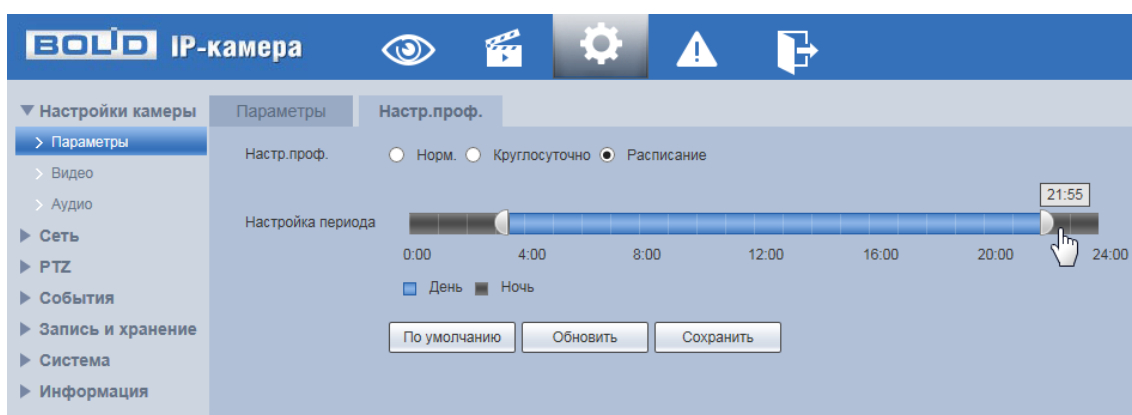 BOLID IP-камера
Настройки камеры
Параметры
Видео
Аудио
Сеть
PTZ
События
Запись и хранение
Система
Информация
Параметры Настр.проф.
Настр.проф. Норм. Круглосуточно Расписание
21:55
Настройка периода
0:00 4:00 8:00 12:00 16:00 20:00 24:00
День Ночь
По умолчанию Обновить Сохранить